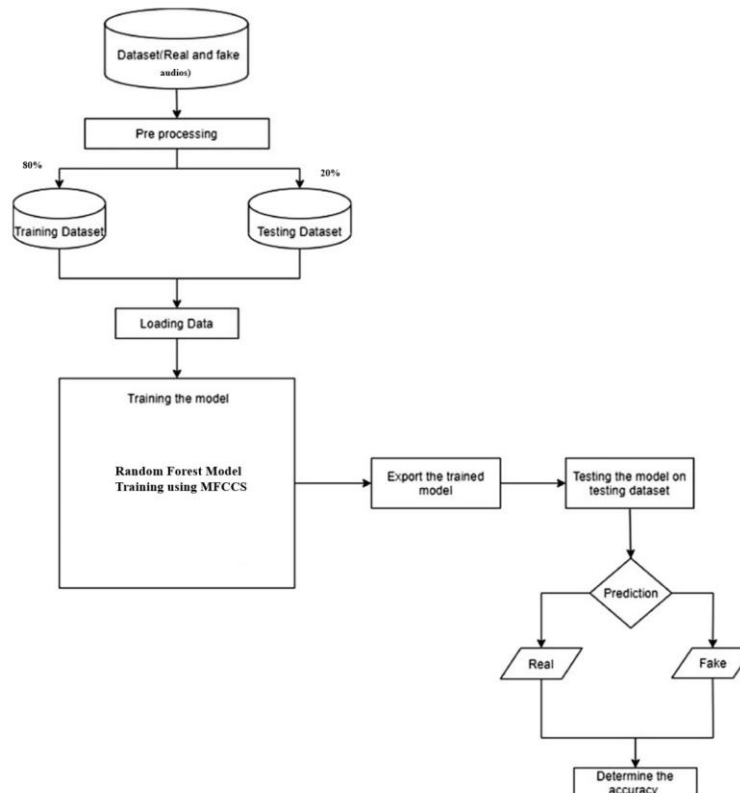 Dataset(Real and fake
audios)
Pre processing
80%
20%
Training Dataset
Testing Dataset
Loading Data
Training the model
Random Forest Model
Training using MFCCS
Export the trained
model
Testing the model on
testing dataset
Prediction
Real
Fake
Determine the
accuracy